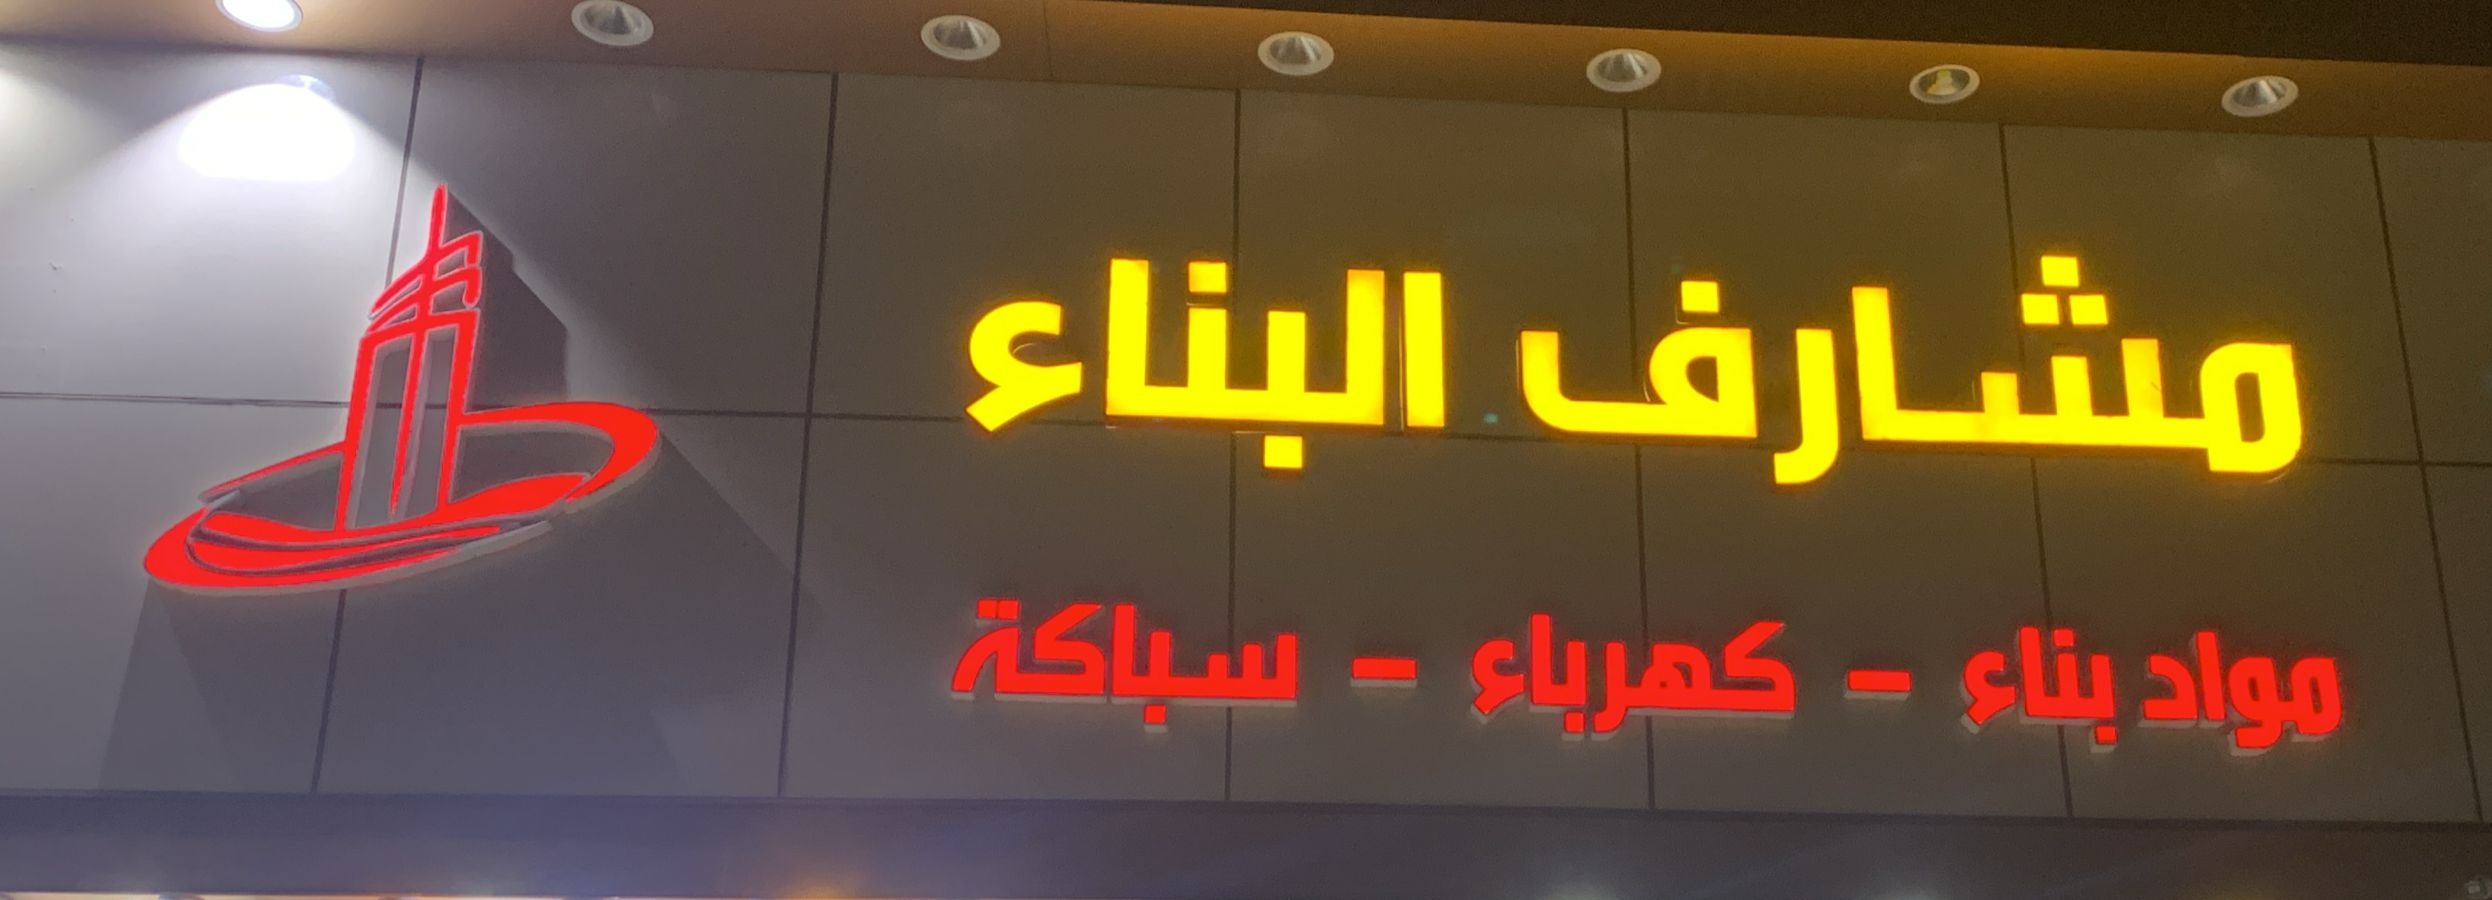 مشارف البناء
مواد بناء - كهرباء - سباكة